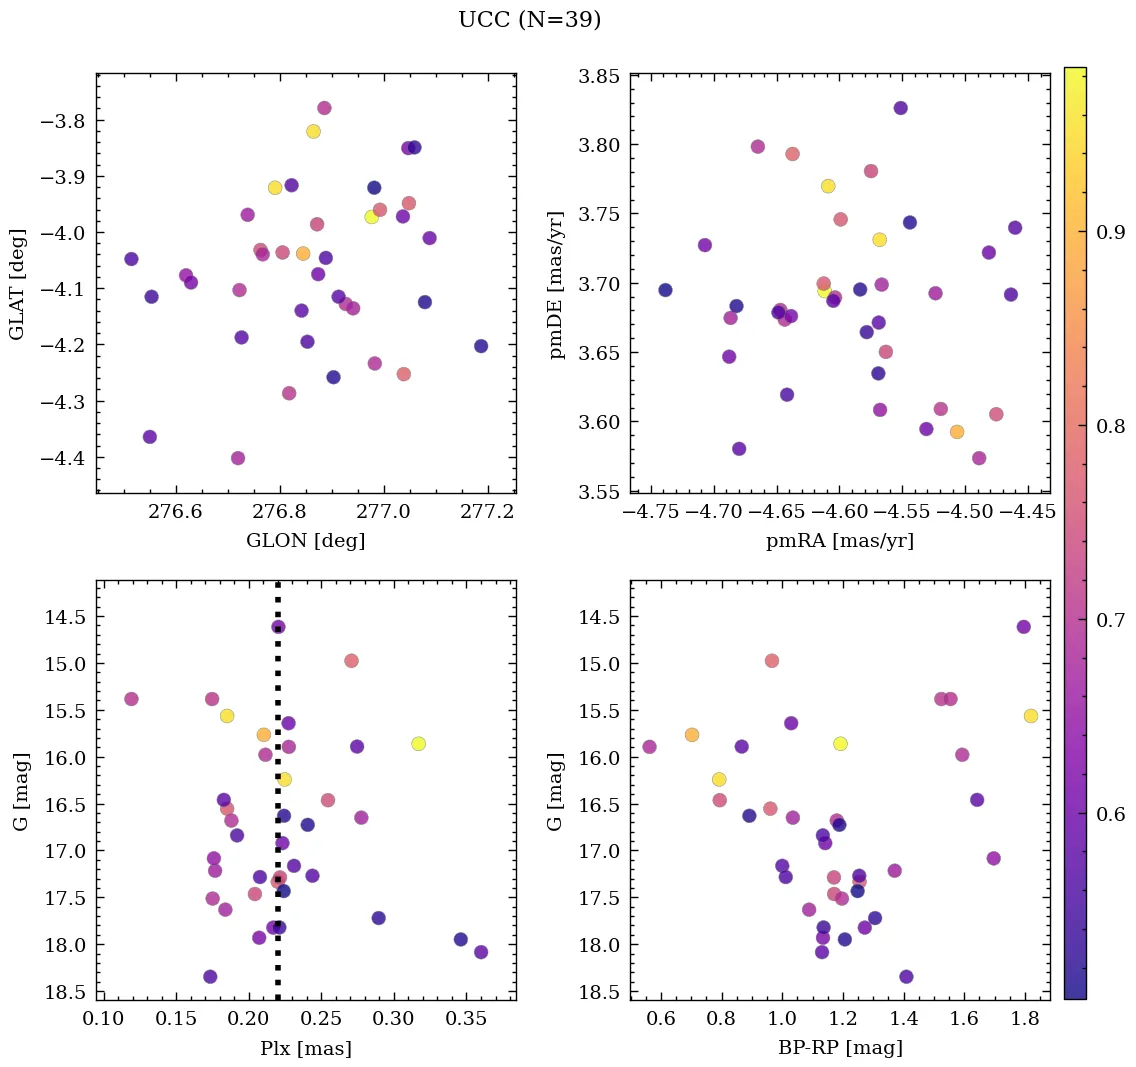 UCC (N=39)
−3.8
−3.9
−4.0
−4.1
−4.2
−4.3
−4.4
GLAT [deg]
276.6 276.8 277.0 277.2
GLON [deg]
3.85
3.80
3.75
3.70
3.65
3.60
3.55
pmDE [mas/yr]
−4.75 −4.70 −4.65 −4.60 −4.55 −4.50 −4.45
pmRA [mas/yr]
0.9
0.8
0.7
0.6
14.5
15.0
15.5
16.0
16.5
17.0
17.5
18.0
18.5
G [mag]
0.10 0.15 0.20 0.25 0.30 0.35
Plx [mas]
14.5
15.0
15.5
16.0
16.5
17.0
17.5
18.0
18.5
G [mag]
0.6 0.8 1.0 1.2 1.4 1.6 1.8
BP-RP [mag]